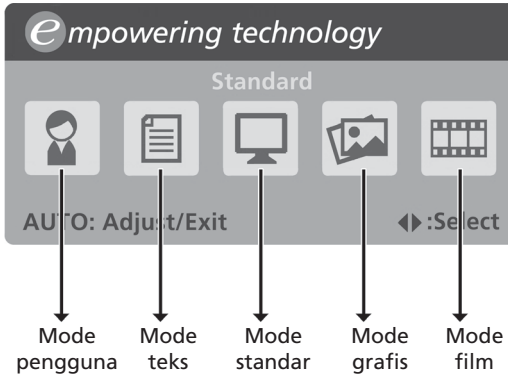 empowering technology
Standard
AUTO: Adjust/Exit
:Select
Mode pengguna
Mode teks
Mode standar
Mode grafis
Mode film